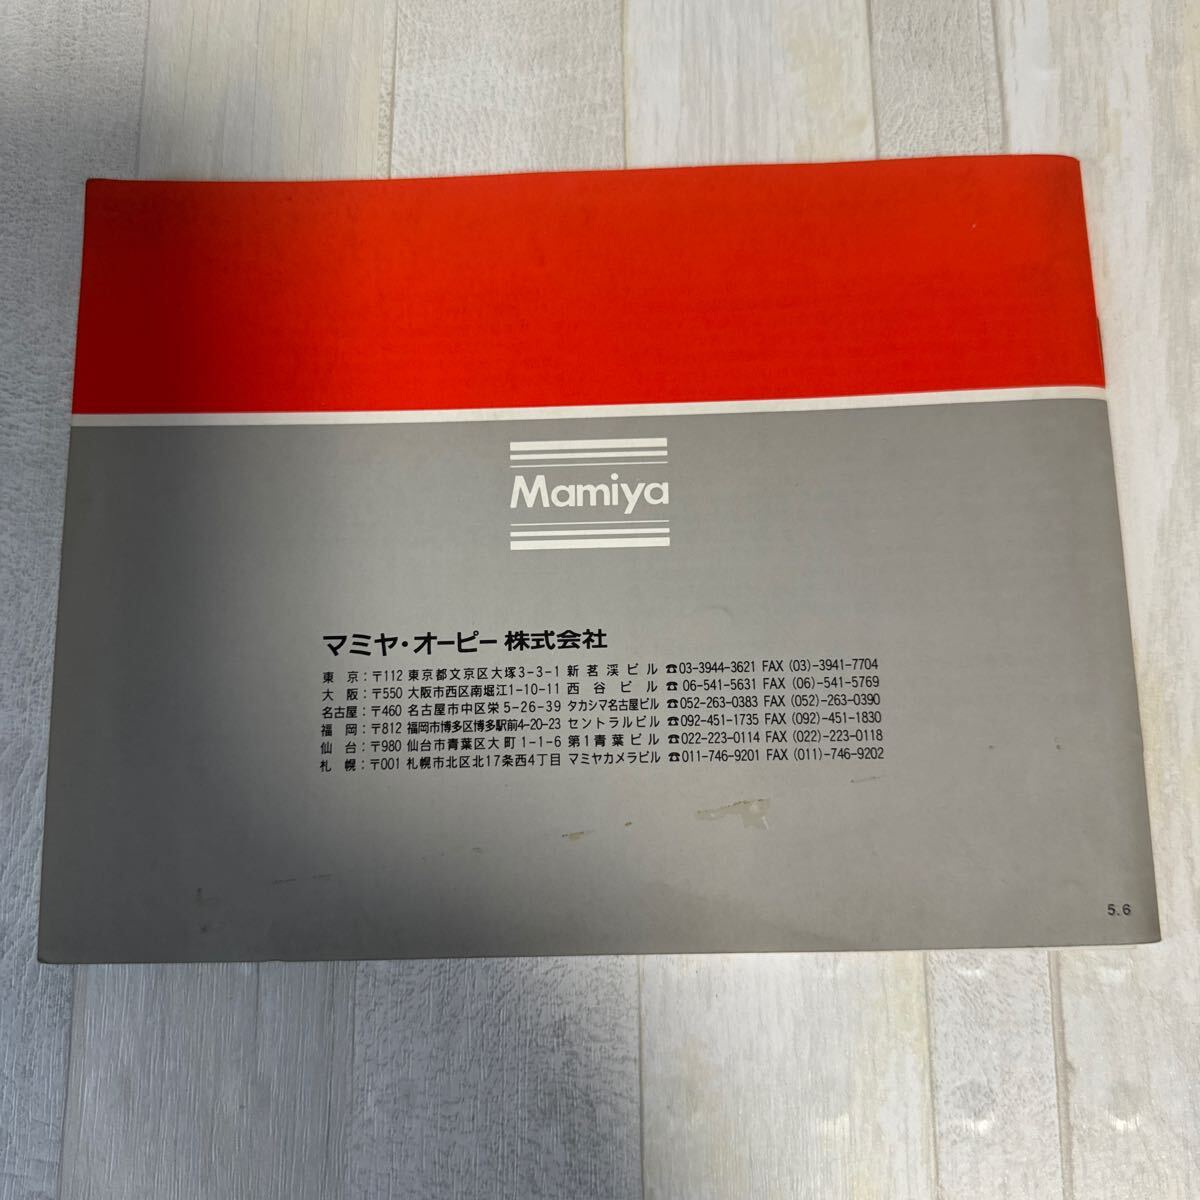 Mamiya
マミヤ・オーピー株式会社
東京:〒112 東京都文京区大塚3-3-1 新茗渓ビル ☎03-3944-3621 FAX (03)-3941-7704
大阪:〒550 大阪市西区南堀江1-10-11 西谷ビル ☎06-541-5631 FAX (06)-541-5769
名古屋:〒460 名古屋市中区栄5-26-39 タカシマ名古屋ビル ☎052-263-0383 FAX (052)-263-0390
福岡:〒812 福岡市博多区博多駅前4-20-23 セントラルビル ☎092-451-1735 FAX (092)-451-1830
仙台:〒980 仙台市青葉区大町1-1-6 第1青葉ビル ☎022-223-0114 FAX (022)-223-0118
札幌:〒001 札幌市北区北17条西4丁目 マミヤカメラビル ☎011-746-9201 FAX (011)-746-9202
5.6